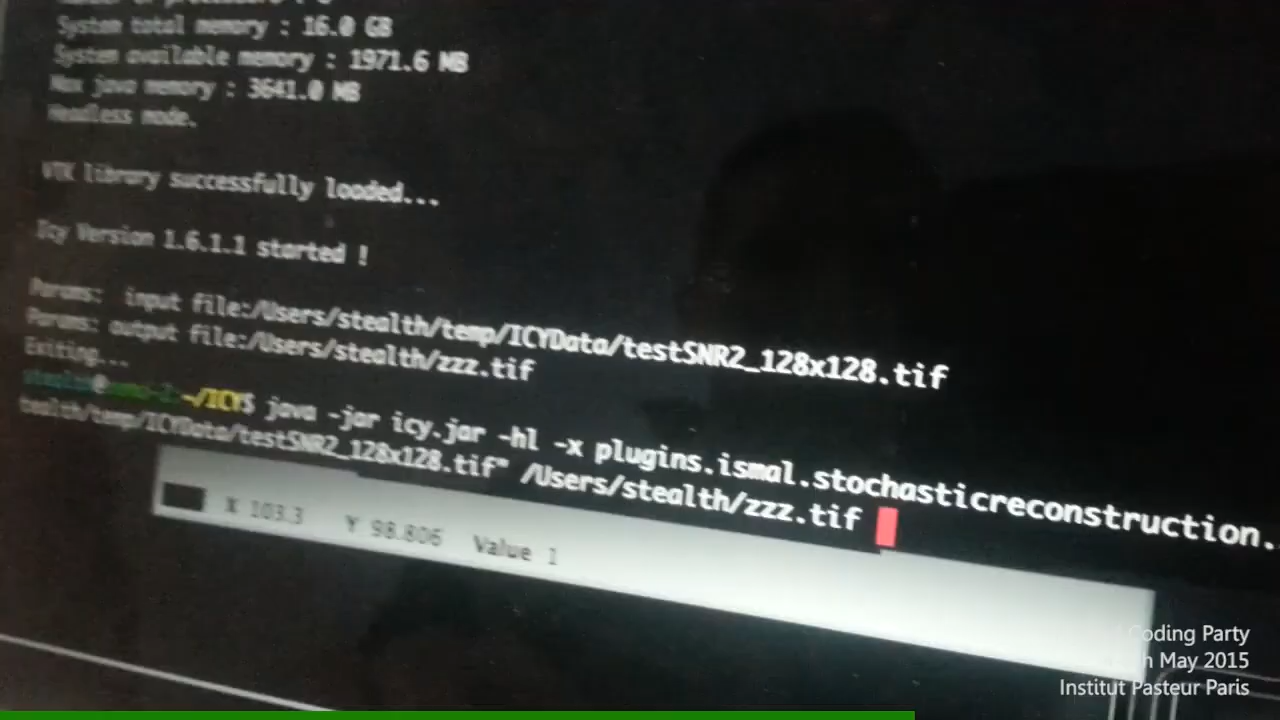 System total memory : 16.0 GB
System available memory : 1971.6 MB
Max java memory : 3641.0 MB
Headless mode.
VTK library successfully loaded...
Icy Version 1.6.1.1 started !
Params: input file:/Users/stealth/temp/ICYData/testSNR2_128x128.tif
Params: output file:/Users/stealth/zzz.tif
Exiting...
~/ICY$ java -jar icy.jar -hl -x plugins.ismal.stochasticreconstruction.
tealth/temp/ICYData/testSNR2_128x128.tif" /Users/stealth/zzz.tif
X 103.3 Y 98.806 Value 1
Coding Party
May 2015
Institut Pasteur Paris